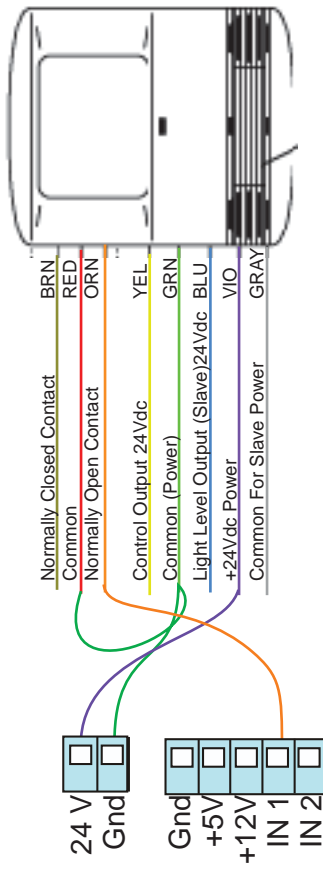 BRN
RED
ORN
YEL
GRN
BLU
VIO
GRAY
Normally Closed Contact
Common
Normally Open Contact
Control Output 24Vdc
Common (Power)
Light Level Output (Slave)24Vdc
+24Vdc Power
Common For Slave Power
24 V
Gnd
Gnd
+5V
+12V
IN 1
IN 2